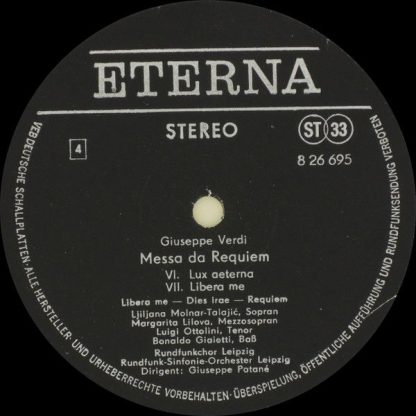 ETERNA
STEREO
ST 33
4
8 26 695
Giuseppe Verdi
Messa da Requiem
VI. Lux aeterna
VII. Libera me
Libera me — Dies irae — Requiem
Ljiljana Molnar-Talajić, Sopran
Margarita Lilova, Mezzosopran
Luigi Ottolini, Tenor
Bonaldo Giaietti, Baß
Rundfunkchor Leipzig
Rundfunk-Sinfonie-Orchester Leipzig
Dirigent: Giuseppe Patané
VEB DEUTSCHE SCHALLPLATTEN · ALLE HERSTELLER- UND URHEBERRECHTE VORBEHALTEN · ÜBERSPIELUNG, ÖFFENTLICHE AUFFÜHRUNG UND RUNDFUNKSENDUNG VERBOTEN